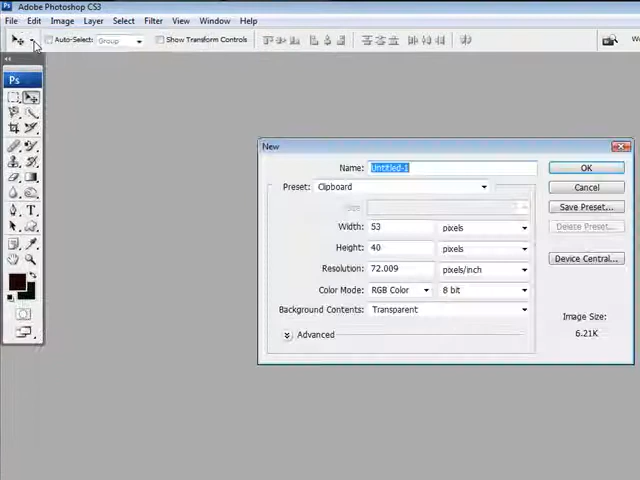 Ps Adobe Photoshop CS3
File Edit Image Layer Select Filter View Window Help
Auto-Select: Group Show Transform Controls
Ps
T
New
Name: Untitled-1 OK
Preset: Clipboard Cancel
Size: Save Preset...
Width: 53 pixels Delete Preset...
Height: 40 pixels
Resolution: 72.009 pixels/inch Device Central...
Color Mode: RGB Color 8 bit
Background Contents: Transparent
Image Size:
Advanced 6.21K